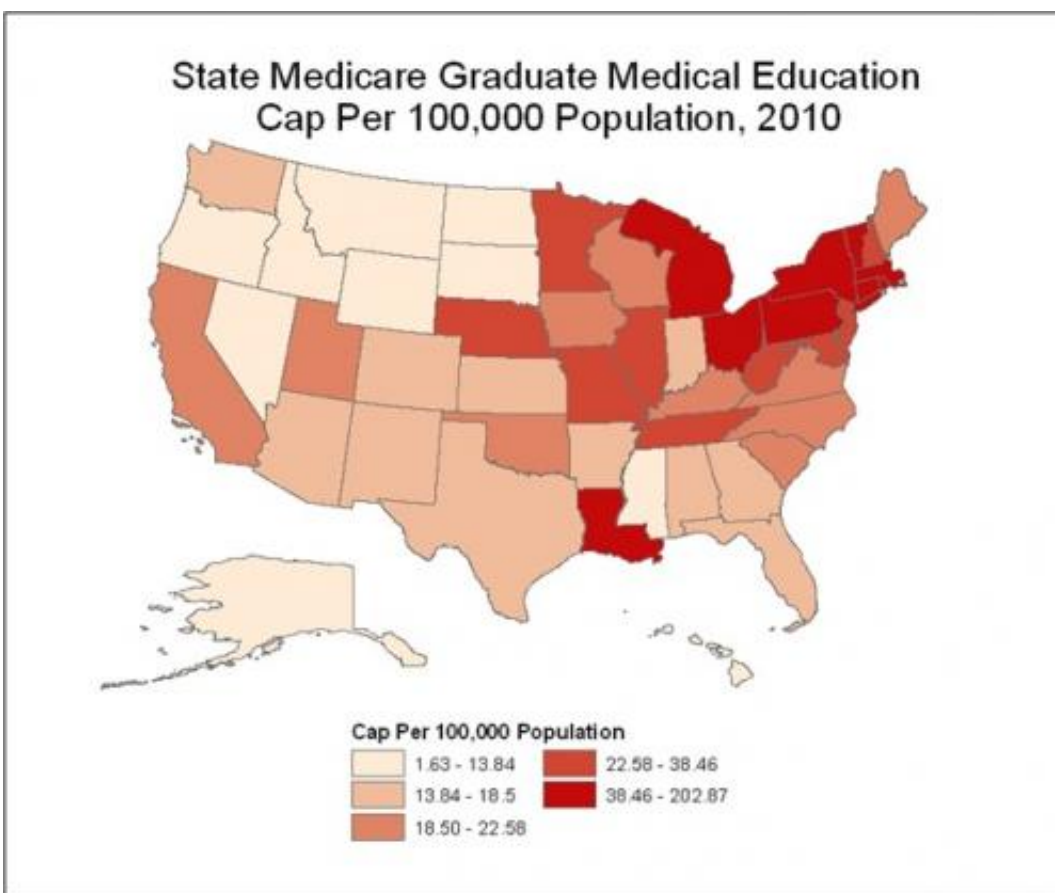 State Medicare Graduate Medical Education
Cap Per 100,000 Population, 2010
Cap Per 100,000 Population
1.63 - 13.84
13.84 - 18.5
18.50 - 22.58
22.58 - 38.46
38.46 - 202.87